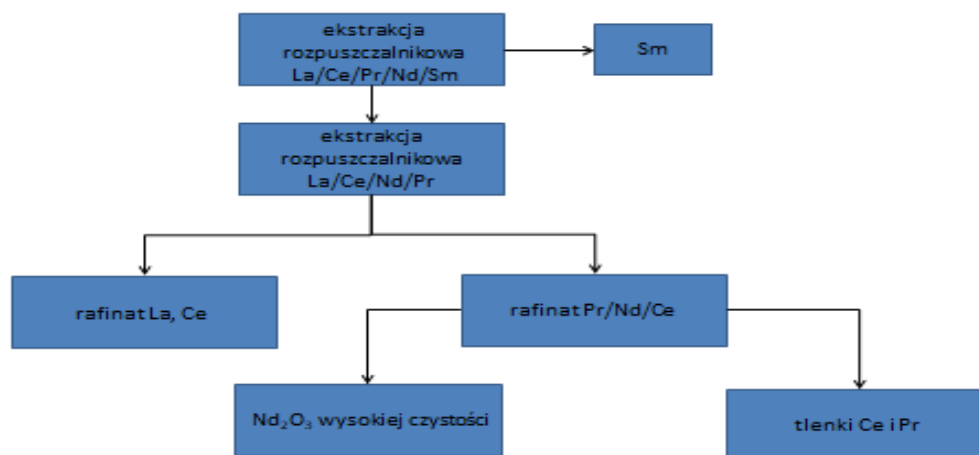 ekstrakcja
rozpuszczalnikowa
La/Ce/Pr/Nd/Sm
Sm
ekstrakcja
rozpuszczalnikowa
La/Ce/Nd/Pr
rafinat La, Ce
rafinat Pr/Nd/Ce
Nd₂O₃ wysokiej czystości
tlenki Ce i Pr